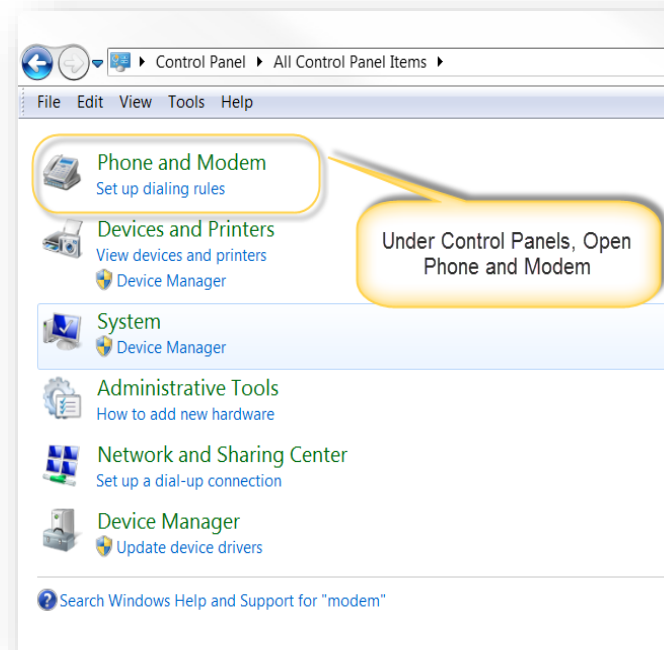 Control Panel All Control Panel Items
File Edit View Tools Help
Phone and Modem
Set up dialing rules
Devices and Printers
View devices and printers
Device Manager
Under Control Panels, Open
Phone and Modem
System
Device Manager
Administrative Tools
How to add new hardware
Network and Sharing Center
Set up a dial-up connection
Device Manager
Update device drivers
Search Windows Help and Support for "modem"